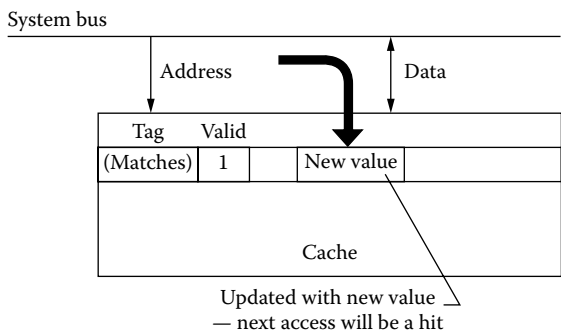 System bus
Address
Data
Tag Valid
(Matches) 1 New value
Cache
Updated with new value
— next access will be a hit